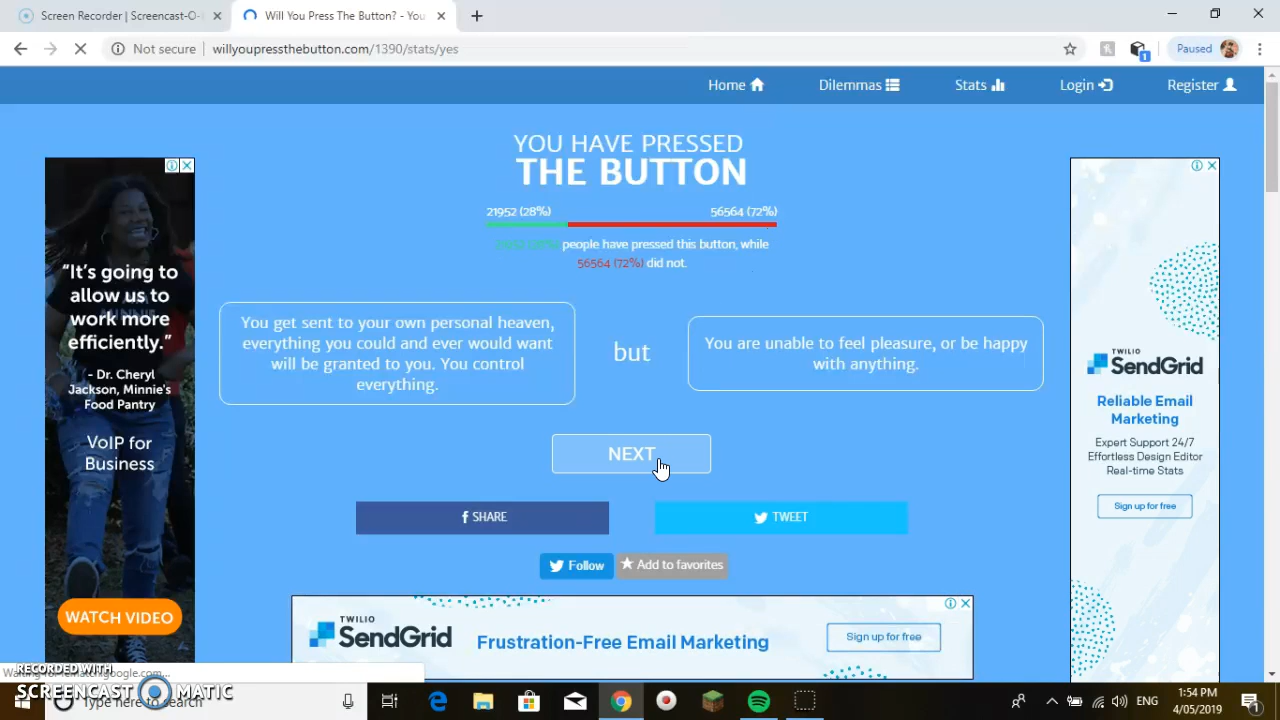 Screen Recorder | Screencast-O-
Will You Press The Button? - You
Not secure
willyoupressthebutton.com/1390/stats/yes
Paused
1
Home
Dilemmas
Stats
Login
Register
YOU HAVE PRESSED
THE BUTTON
21952 (28%)
56564 (72%)
21952 (28%) people have pressed this button, while
56564 (72%) did not.
You get sent to your own personal heaven,
everything you could and ever would want
will be granted to you. You control
everything.
but
You are unable to feel pleasure, or be happy
with anything.
NEXT
SHARE
TWEET
Follow
Add to favorites
“It's going to
allow us to
work more
efficiently.”
- Dr. Cheryl
Jackson, Minnie's
Food Pantry
VoIP for
Business
WATCH VIDEO
TWILIO
SendGrid
Reliable Email
Marketing
Expert Support 24/7
Effortless Design Editor
Real-time Stats
Sign up for free
TWILIO
SendGrid
Frustration-Free Email Marketing
Sign up for free
RECORDED WITH
SCREENCAST MATIC
Type here to search
ENG
1:54 PM
4/05/2019
1